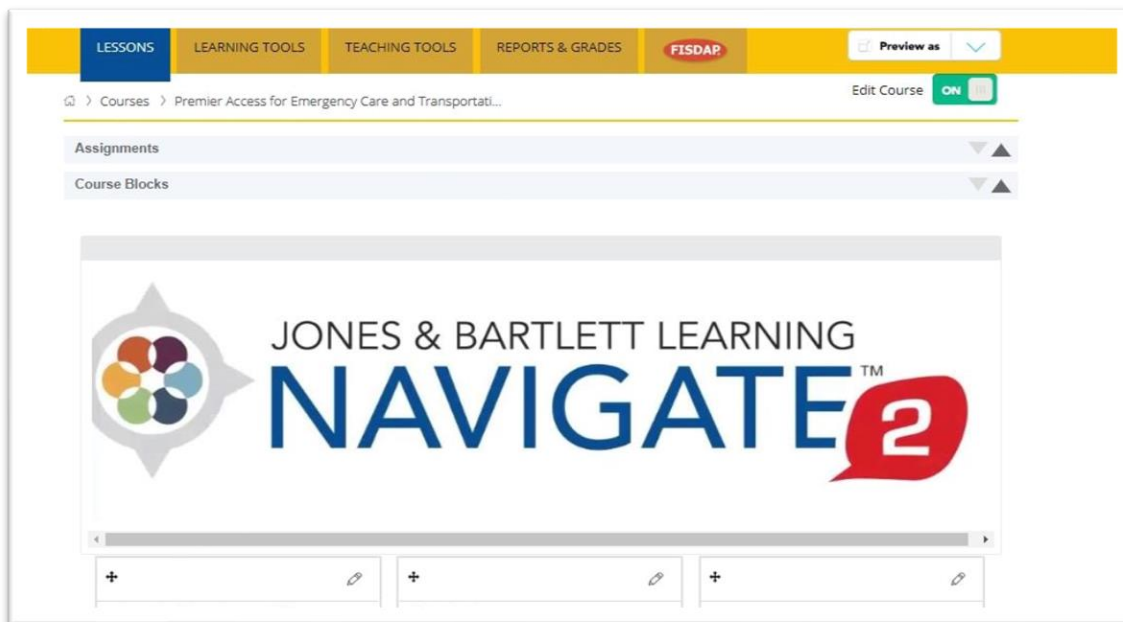 LESSONS LEARNING TOOLS TEACHING TOOLS REPORTS & GRADES FISDAP. Preview as
Courses Premier Access for Emergency Care and Transportati... Edit Course ON
Assignments
Course Blocks
JONES & BARTLETT LEARNING
NAVIGATE™ 2